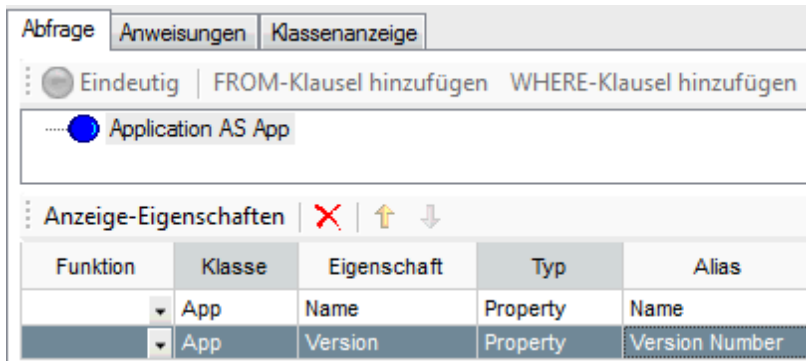 Abfrage Anweisungen Klassenanzeige
Eindeutig FROM-Klausel hinzufügen WHERE-Klausel hinzufügen
Application AS App
Anzeige-Eigenschaften
Funktion Klasse Eigenschaft Typ Alias
App Name Property Name
App Version Property Version Number